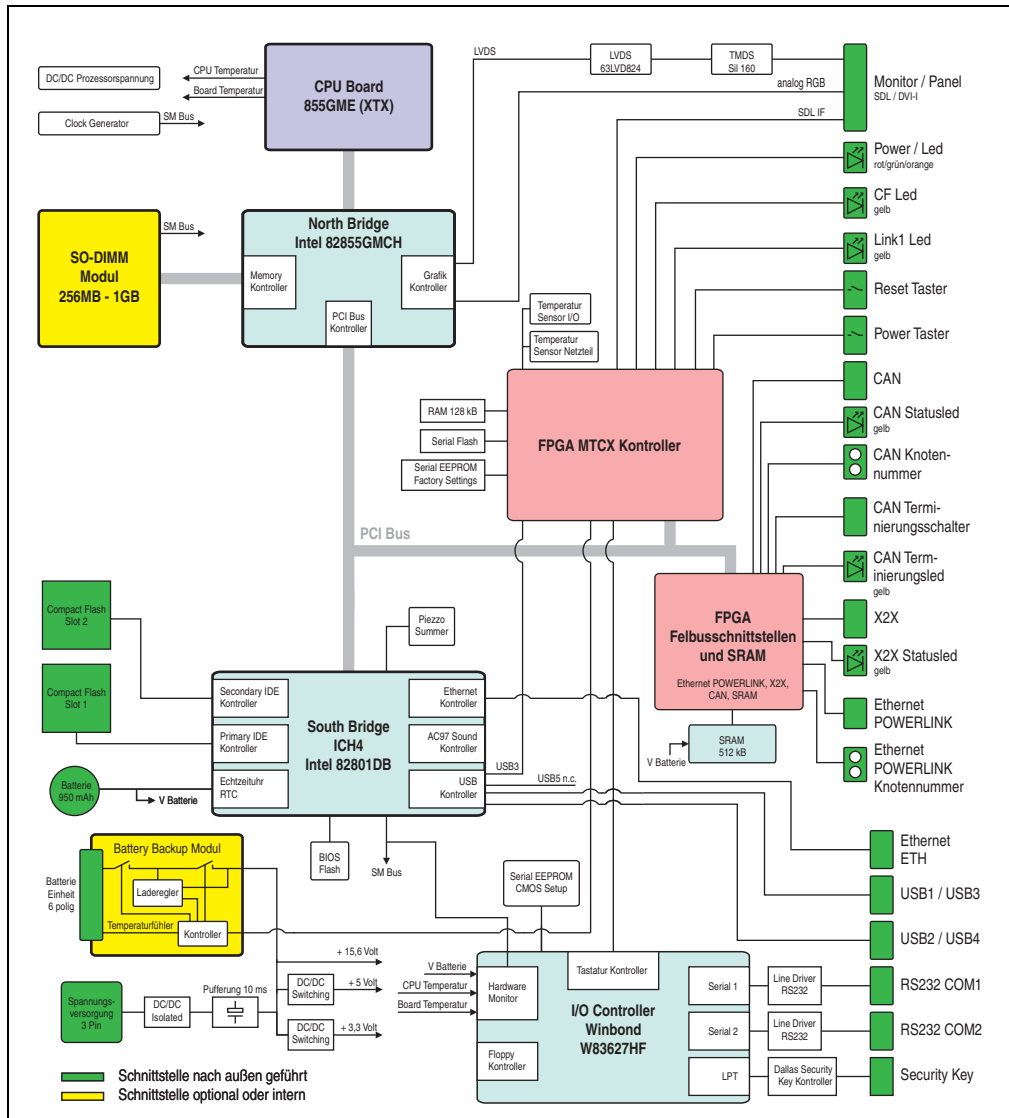 LVDS
LVDS
63LVD824
TMDS
Sil 160
Monitor / Panel
SDL / DVI-I
analog RGB
SDL IF
DC/DC Prozessorspannung
CPU Temperatur
Board Temperatur
Clock Generator
SM Bus
CPU Board
855GME (XTX)
Power / Led
rot/grün/orange
CF Led
gelb
Link1 Led
gelb
Reset Taster
Power Taster
SO-DIMM
Modul
256MB - 1GB
SM Bus
North Bridge
Intel 82855GMCH
Memory
Kontroller
Grafik
Kontroller
PCI Bus
Kontroller
Temperatur
Sensor I/O
Temperatur
Sensor Netzteil
RAM 128 kB
Serial Flash
Serial EEPROM
Factory Settings
FPGA MTCX Kontroller
CAN
CAN Statusled
gelb
CAN Knoten-
nummer
CAN Termi-
nierungsschalter
CAN Term-
inierungsled
gelb
X2X
X2X Statusled
gelb
Ethernet
POWERLINK
Ethernet
POWERLINK
Knotennummer
PCI Bus
FPGA
Felbusschnittstellen
und SRAM
Ethernet POWERLINK, X2X,
CAN, SRAM
V Batterie
SRAM
512 kB
Compact Flash
Slot 2
Compact Flash
Slot 1
Piezzo
Summer
Secondary IDE
Kontroller
Primary IDE
Kontroller
Echtzeituhr
RTC
South Bridge
ICH4
Intel 82801DB
Ethernet
Kontroller
AC97 Sound
Kontroller
USB
Kontroller
USB3
USB5 n.c.
Batterie
950 mAh
V Batterie
BIOS
Flash
SM Bus
Ethernet
ETH
USB1 / USB3
USB2 / USB4
Battery Backup Modul
Batterie
Einheit
6 polig
Laderegler
Temperaturfühler
Kontroller
Serial EEPROM
CMOS Setup
+ 15,6 Volt
+ 5 Volt
+ 3,3 Volt
DC/DC
Switching
DC/DC
Switching
Spannungs-
versorgung
3 Pin
DC/DC
Isolated
Pufferung 10 ms
V Batterie
CPU Temperatur
Board Temperatur
Hardware
Monitor
Tastatur Kontroller
Floppy
Kontroller
I/O Controller
Winbond
W83627HF
Serial 1
Serial 2
LPT
Line Driver
RS232
Line Driver
RS232
Dallas Security
Key Kontroller
RS232 COM1
RS232 COM2
Security Key
Schnittstelle nach außen geführt
Schnittstelle optional oder intern